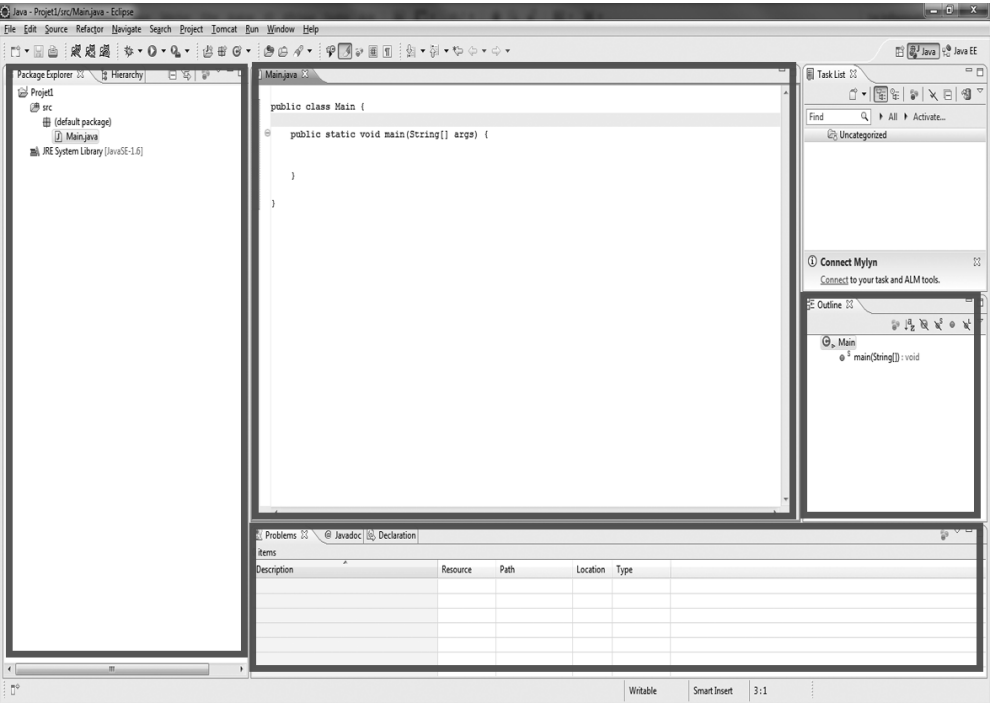 Java - Projet1/src/Main.java - Eclipse
File Edit Source Refactor Navigate Search Project Tomcat Run Window Help
Java Java EE
Package Explorer Hierarchy
Projet1
src
(default package)
Main.java
JRE System Library [JavaSE-1.6]
Main.java
public class Main {
public static void main(String[] args) {
}
}
Task List
Find All Activate...
Uncategorized
Connect Mylyn
Connect to your task and ALM tools.
Outline
Main
main(String[]) : void
Problems @ Javadoc Declaration
items
Description Resource Path Location Type
Writable Smart Insert 3 : 1